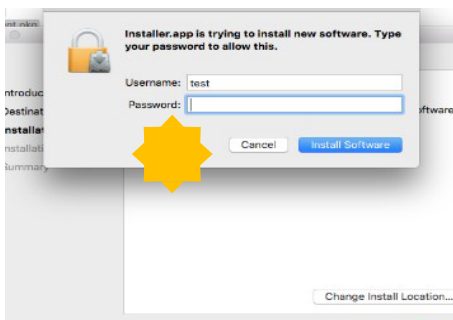 Installer.app is trying to install new software. Type
your password to allow this.
Username: test
Password:
Cancel Install Software
Summary
Change Install Location...